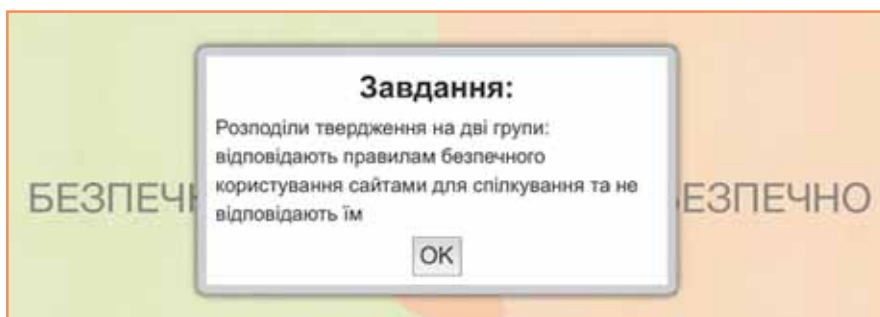 Завдання:
Розподіли твердження на дві групи:
відповідають правилам безпечного
користування сайтами для спілкування та не
відповідають їм
БЕЗПЕЧН
ЕЗПЕЧНО
OK